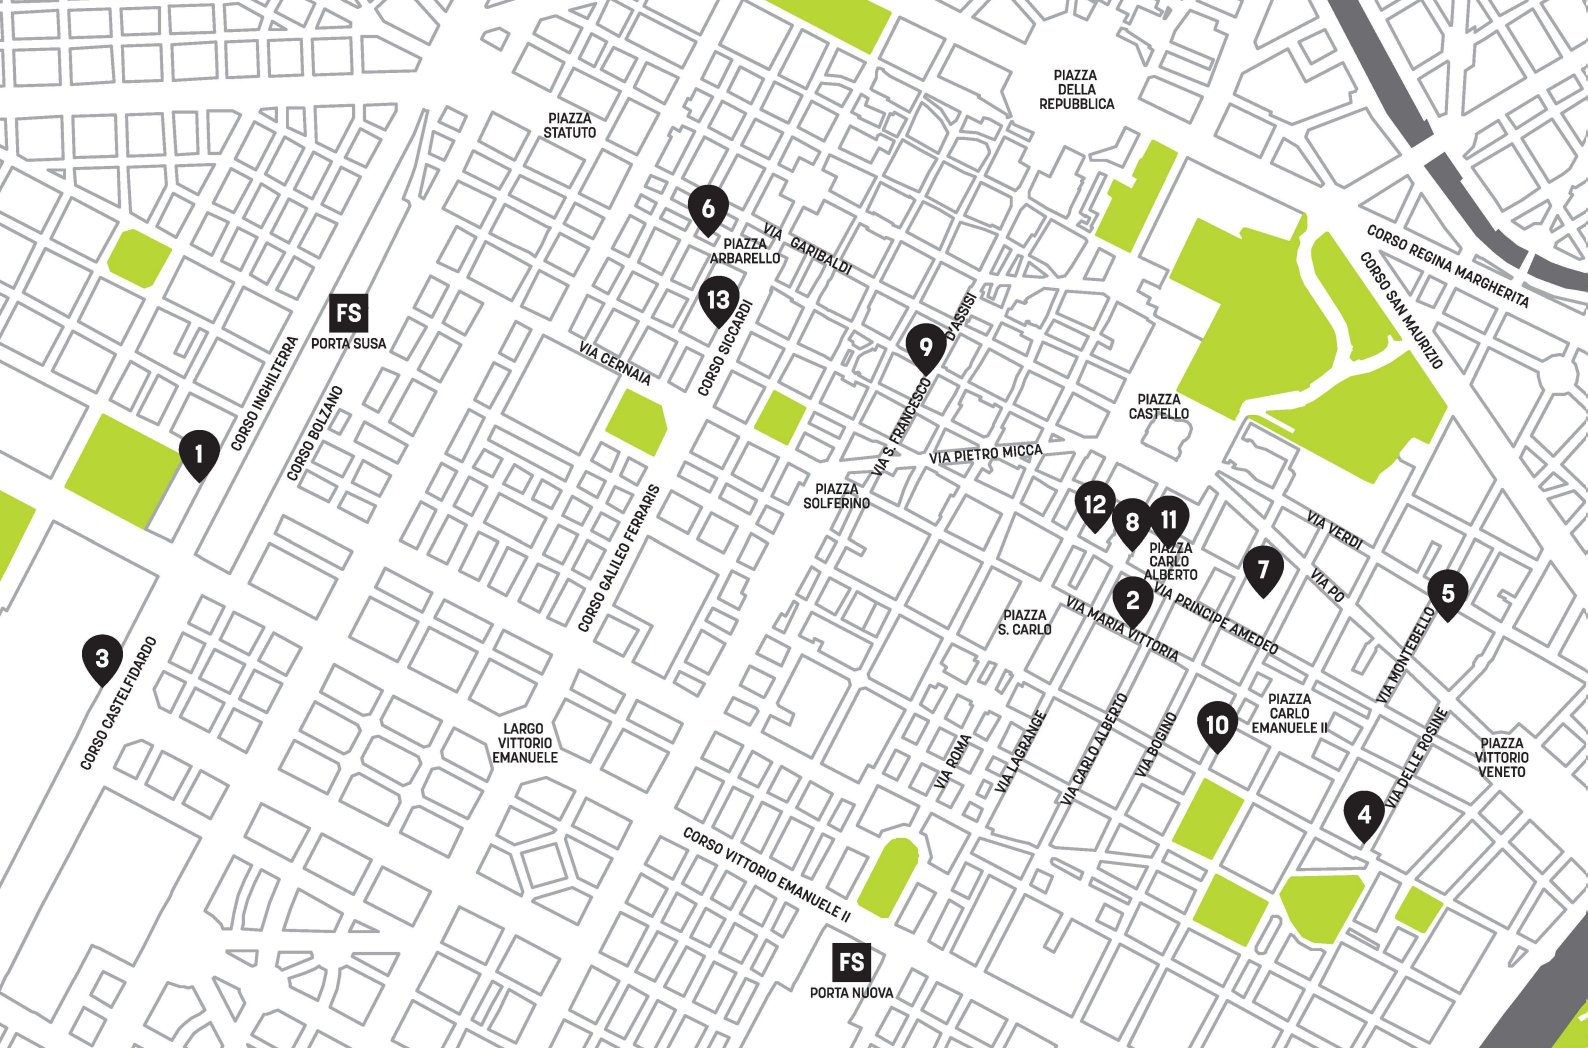 PIAZZA
DELLA
REPUBBLICA
PIAZZA
STATUTO
6
VIA GARIBALDI
PIAZZA
ARBARELLO
CORSO REGINA MARGHERITA
CORSO SAN MAURIZIO
13
FS
PORTA SUSA
CORSO SICCARDI
VIA CERNAIA
9
VIA S. FRANCESCO D'ASSISI
CORSO INGHILTERRA
CORSO BOLZANO
PIAZZA
CASTELLO
1
VIA PIETRO MICCA
PIAZZA
SOLFERINO
12
8
11
PIAZZA
CARLO
ALBERTO
VIA VERDI
7
VIA PO
5
CORSO GALILEO FERRARIS
2
VIA PRINCIPE AMEDEO
VIA MARIA VITTORIA
PIAZZA
S. CARLO
VIA MONTEBELLO
3
CORSO CASTELFIDARDO
10
PIAZZA
CARLO
EMANUELE II
LARGO
VITTORIO
EMANUELE
VIA ROMA
VIA LAGRANGE
VIA CARLO ALBERTO
VIA BOGINO
VIA DELLE ROSINE
PIAZZA
VITTORIO
VENETO
4
CORSO VITTORIO EMANUELE II
FS
PORTA NUOVA